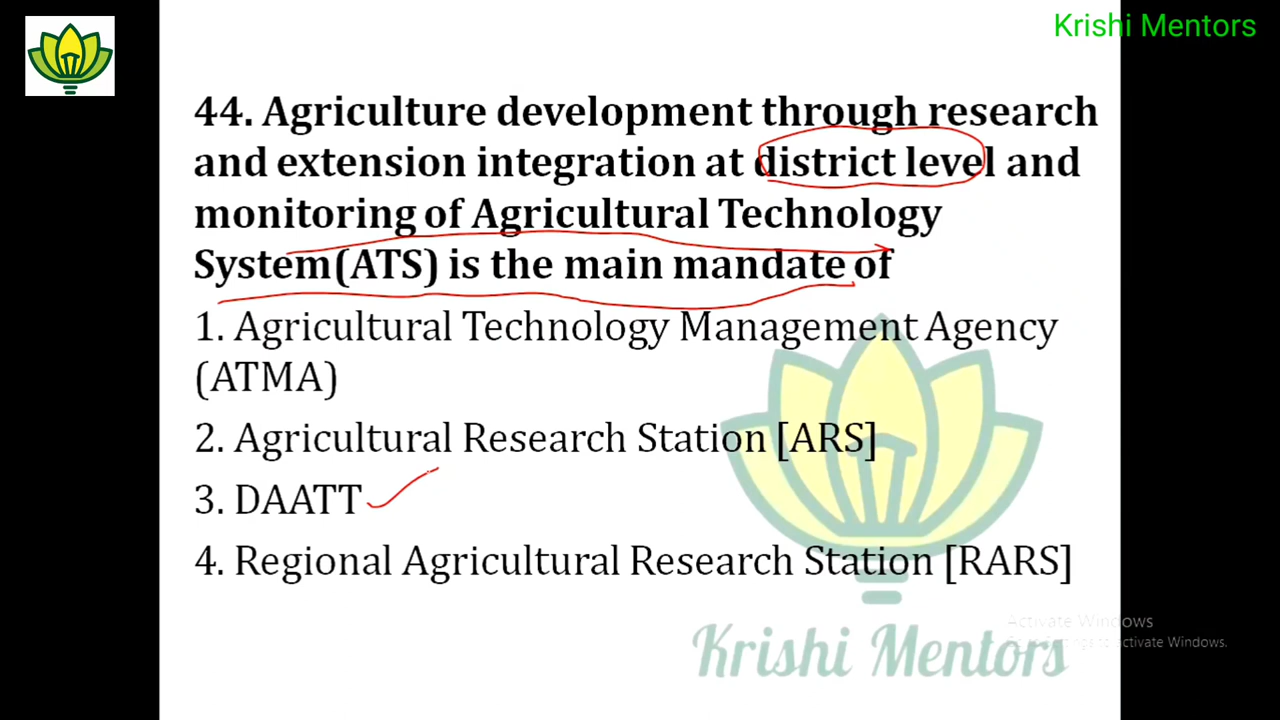 Krishi Mentors
44. Agriculture development through research
and extension integration at district level and
monitoring of Agricultural Technology
System(ATS) is the main mandate of
1. Agricultural Technology Management Agency
(ATMA)
2. Agricultural Research Station [ARS]
3. DAATT
4. Regional Agricultural Research Station [RARS]
Activate Windows
Krishi Mentors
activate Windows.